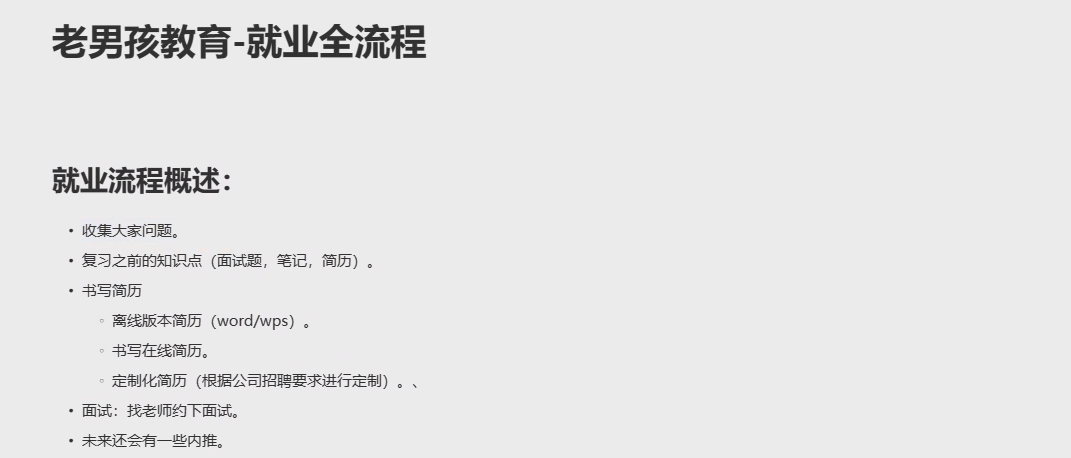 老男孩教育-就业全流程
就业流程概述：
• 收集大家问题。
• 复习之前的知识点（面试题，笔记，简历）。
• 书写简历
◦ 离线版本简历（word/wps）。
◦ 书写在线简历。
◦ 定制化简历（根据公司招聘要求进行定制）。、
• 面试：找老师约下面试。
• 未来还会有一些内推。